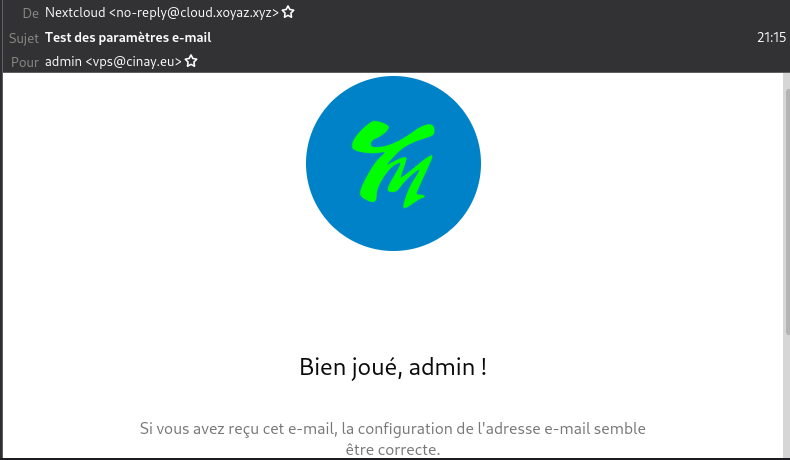 De Nextcloud <no-reply@cloud.xoyaz.xyz>
Sujet Test des paramètres e-mail 21:15
Pour admin <vps@cinay.eu>
YM
Bien joué, admin !
Si vous avez reçu cet e-mail, la configuration de l'adresse e-mail semble
être correcte.